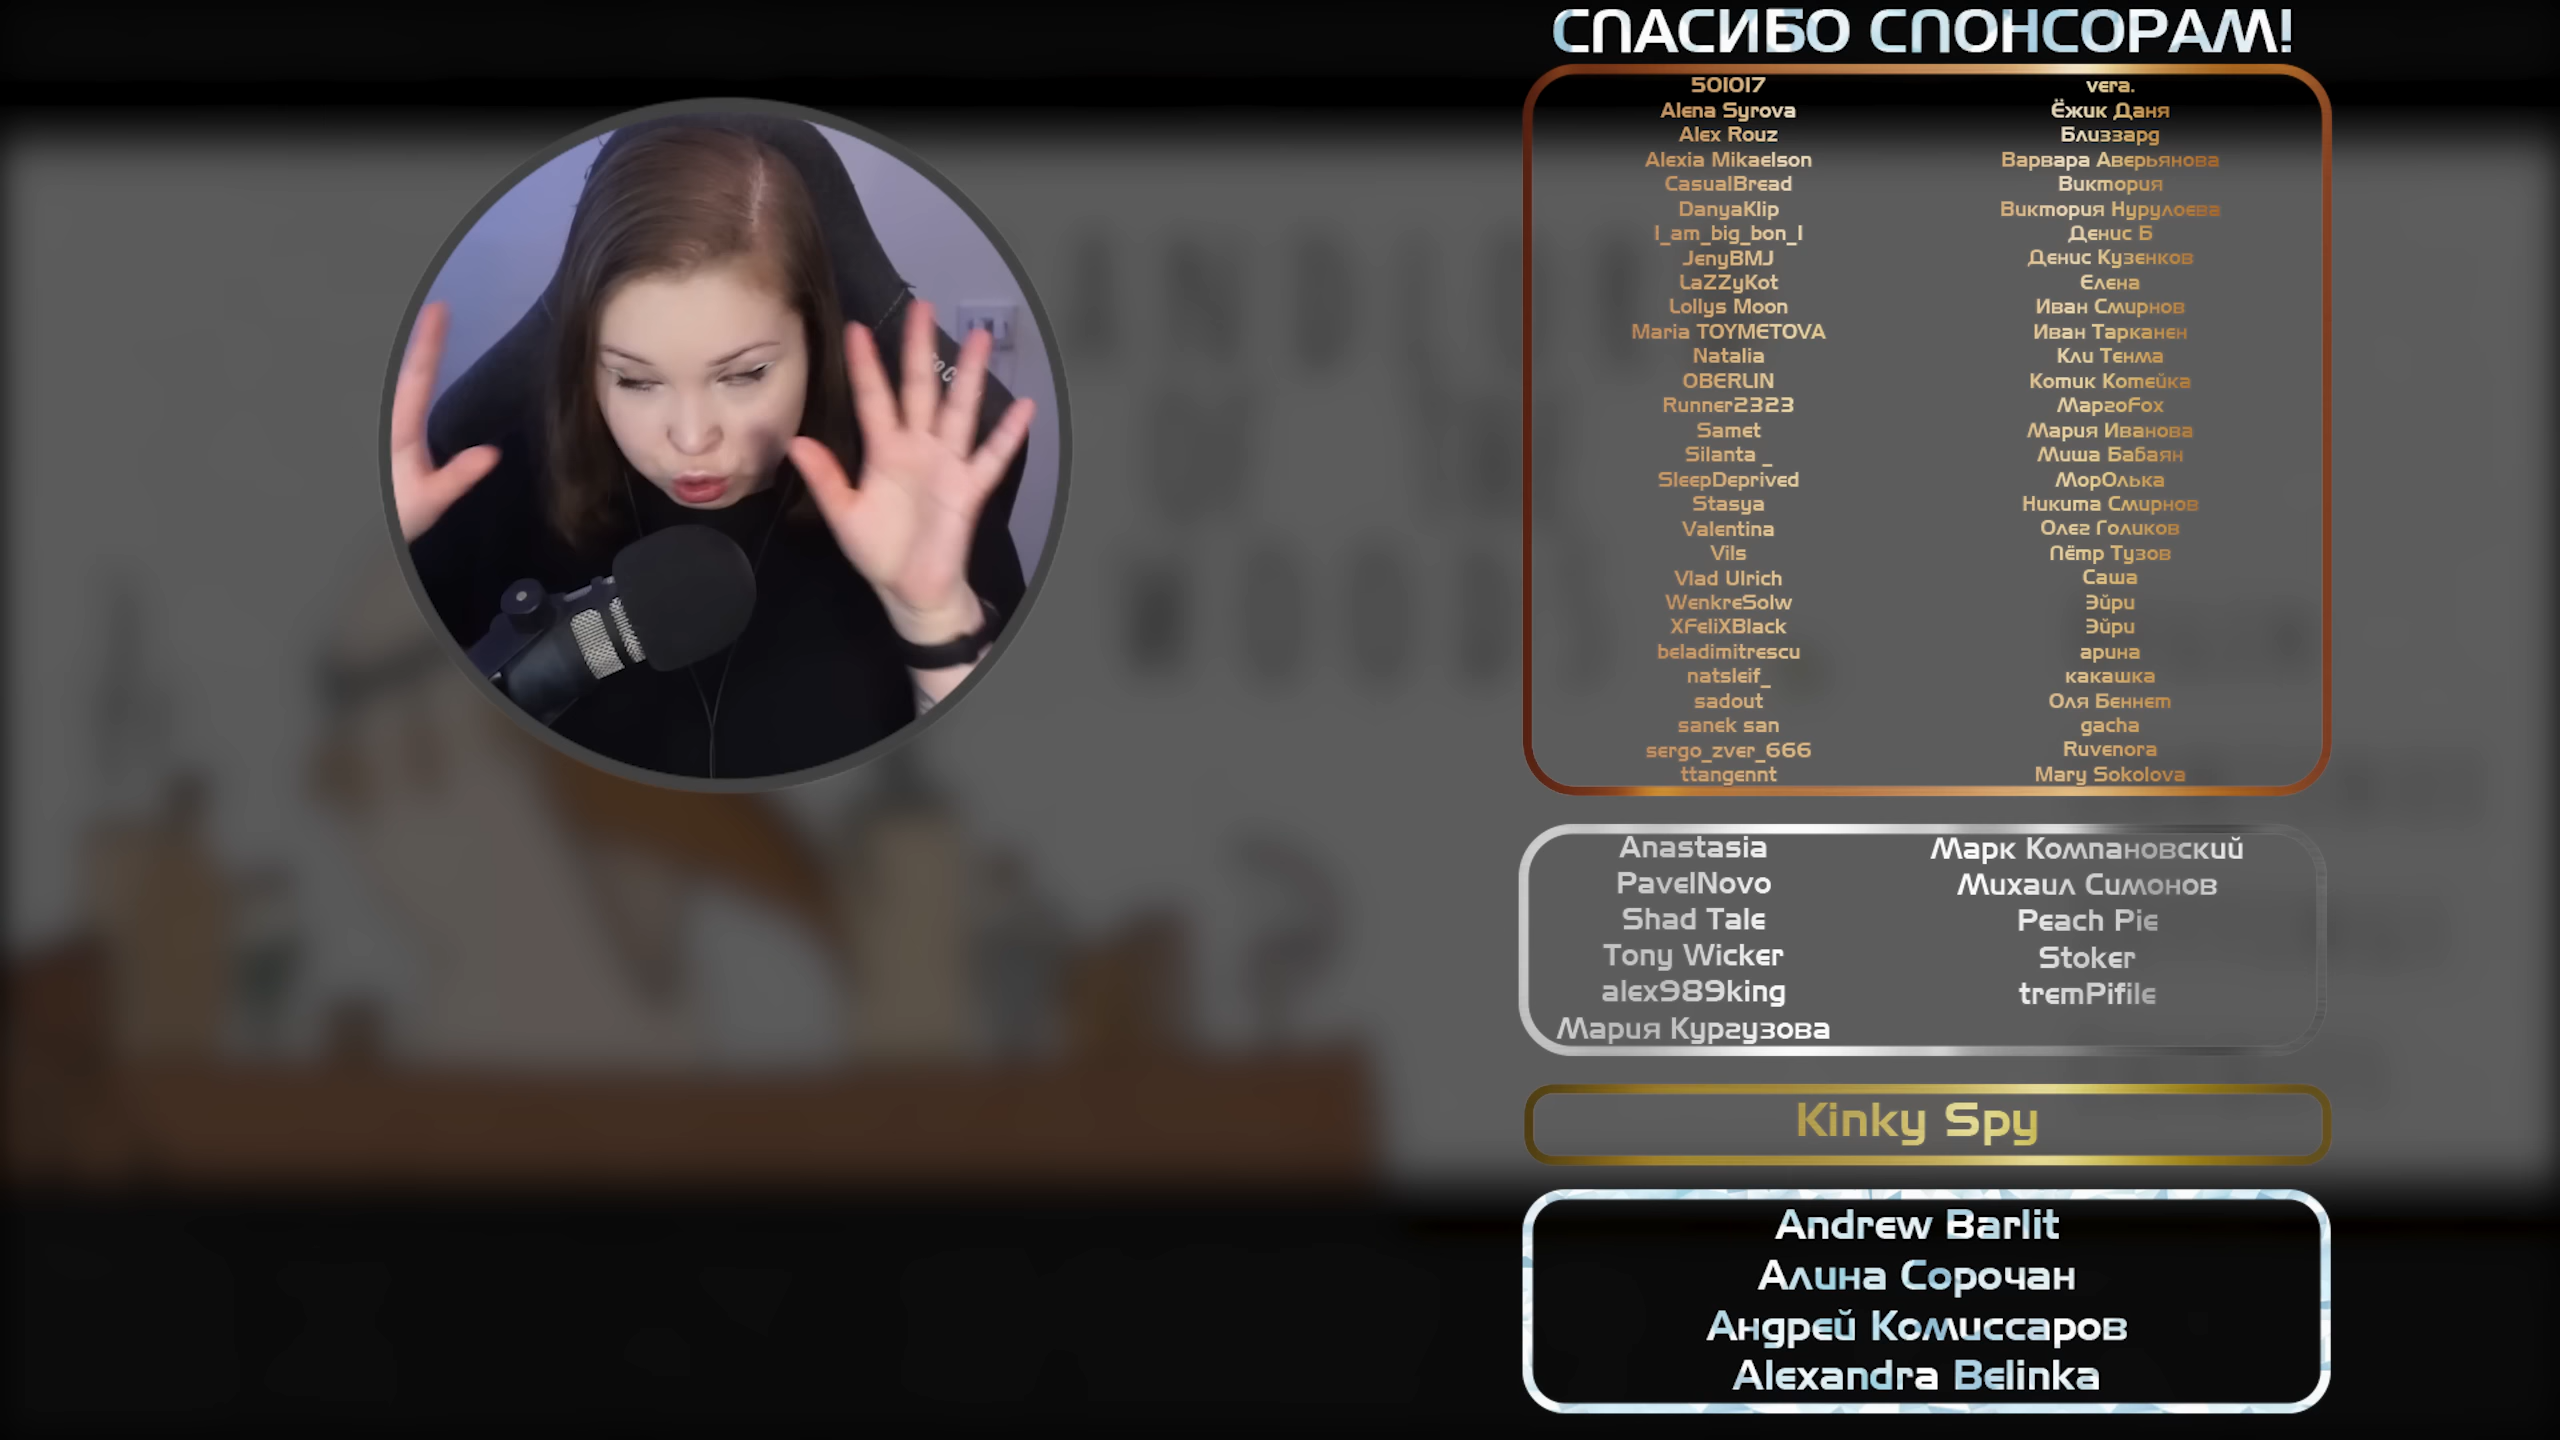 СПАСИБО СПОНСОРАМ!
501017
Alena Syrova
Alex Rouz
Alexia Mikaelson
CasualBread
DanyaKlip
I_am_big_bon_I
JenyBMJ
LaZZyKot
Lollys Moon
Maria TOYMETOVA
Natalia
OBERLIN
Runner2323
Samet
Silanta _
SleepDeprived
Stasya
Valentina
Vils
Vlad Ulrich
WenkreSolw
XFeliXBlack
beladimitrescu
natsleif_
sadout
sanek san
sergo_zver_666
ttangennt
vera.
Ёжик Даня
Близзард
Варвара Аверьянова
Виктория
Виктория Нурулоева
Денис Б
Денис Кузенков
Елена
Иван Смирнов
Иван Тарканен
Кли Тенма
Котик Котейка
МаргоFox
Мария Иванова
Миша Бабаян
МорОлька
Никита Смирнов
Олег Голиков
Пётр Тузов
Саша
Эйри
Эйри
арина
какашка
Оля Беннет
gacha
Ruvenora
Mary Sokolova
Anastasia
PavelNovo
Shad Tale
Tony Wicker
alex989king
Мария Кургузова
Марк Компановский
Михаил Симонов
Peach Pie
Stoker
tremPifile
Kinky Spy
Andrew Barlit
Алина Сорочан
Андрей Комиссаров
Alexandra Belinka